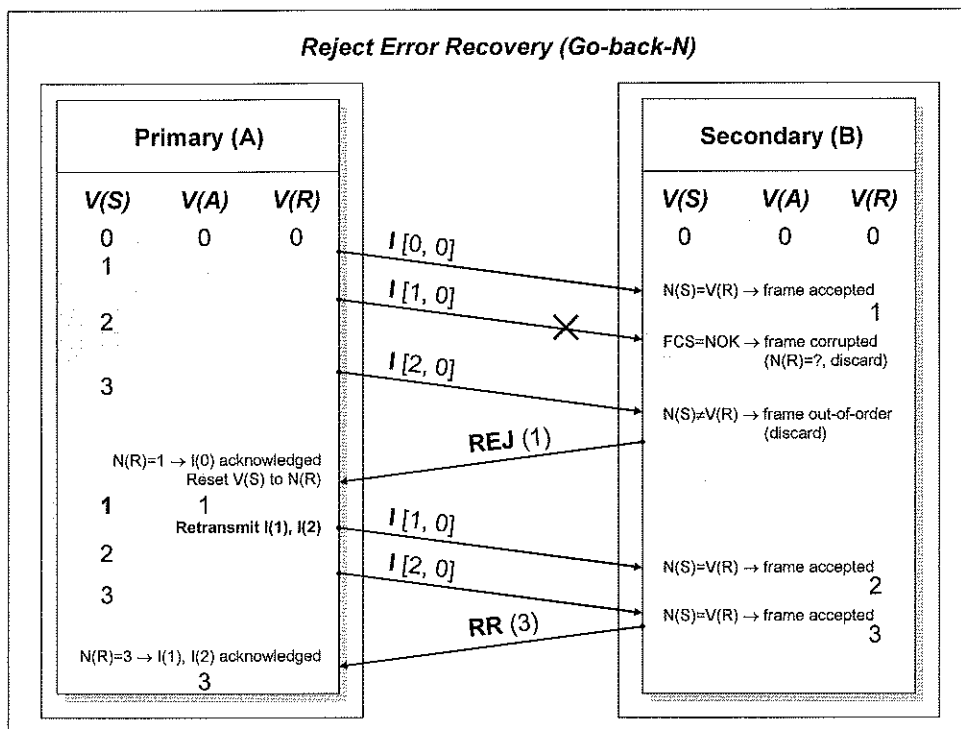 Reject Error Recovery (Go-back-N)
Primary (A)
V(S) V(A) V(R)
0 0 0
1
2
3
N(R)=1 → I(0) acknowledged
Reset V(S) to N(R)
1 1
Retransmit I(1), I(2)
2
3
N(R)=3 → I(1), I(2) acknowledged
3
I [0, 0]
I [1, 0]
I [2, 0]
REJ (1)
I [1, 0]
I [2, 0]
RR (3)
Secondary (B)
V(S) V(A) V(R)
0 0 0
N(S)=V(R) → frame accepted
1
FCS=NOK → frame corrupted
(N(R)=?, discard)
N(S)≠V(R) → frame out-of-order
(discard)
N(S)=V(R) → frame accepted
2
N(S)=V(R) → frame accepted
3